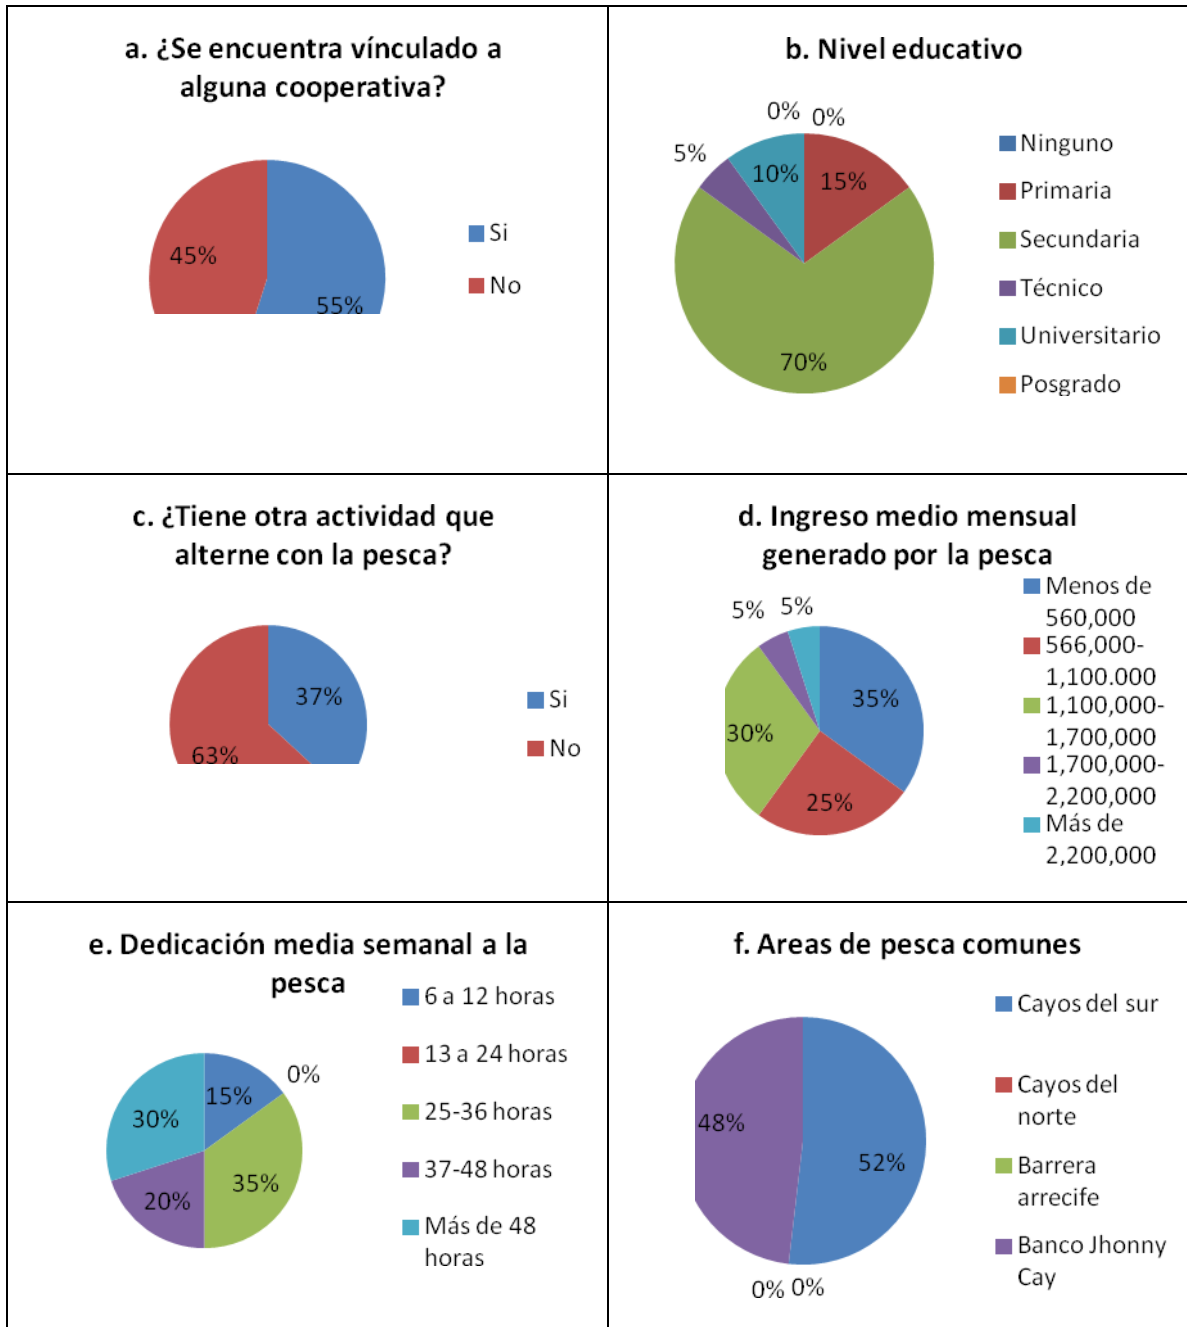 a. ¿Se encuentra vínculado a
alguna cooperativa?
45%
55%
Si
No
b. Nivel educativo
0% 0%
5%
10%
15%
70%
Ninguno
Primaria
Secundaria
Técnico
Universitario
Posgrado
c. ¿Tiene otra actividad que
alterne con la pesca?
37%
63%
Si
No
d. Ingreso medio mensual
generado por la pesca
5% 5%
35%
30%
25%
Menos de
560,000
566,000-
1,100.000
1,100,000-
1,700,000
1,700,000-
2,200,000
Más de
2,200,000
e. Dedicación media semanal a la
pesca
15%
0%
30%
35%
20%
6 a 12 horas
13 a 24 horas
25-36 horas
37-48 horas
Más de 48
horas
f. Areas de pesca comunes
48%
52%
0% 0%
Cayos del sur
Cayos del
norte
Barrera
arrecife
Banco Jhonny
Cay